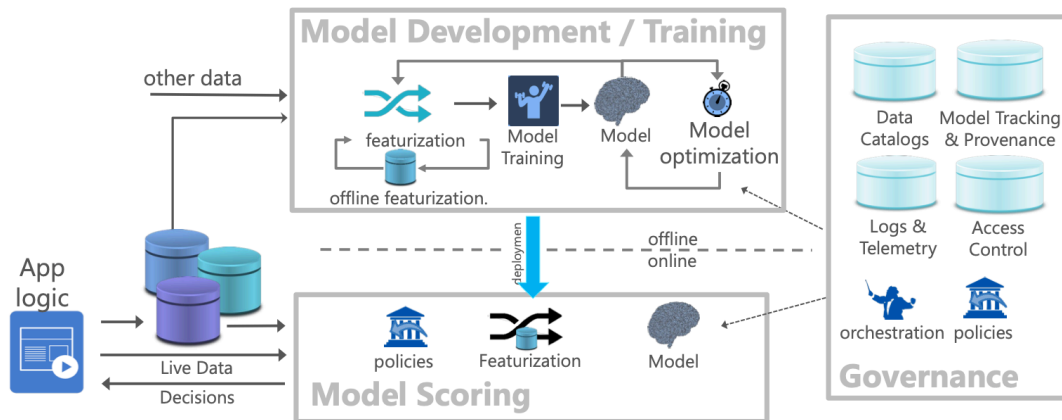 Model Development / Training
other data
featurization
Model
Training
Model
Model
optimization
offline featurization.
Data
Catalogs
Model Tracking
& Provenance
Logs &
Telemetry
Access
Control
orchestration
policies
Governance
deploymen
offline
online
App
logic
Live Data
Decisions
policies
Featurization
Model
Model Scoring